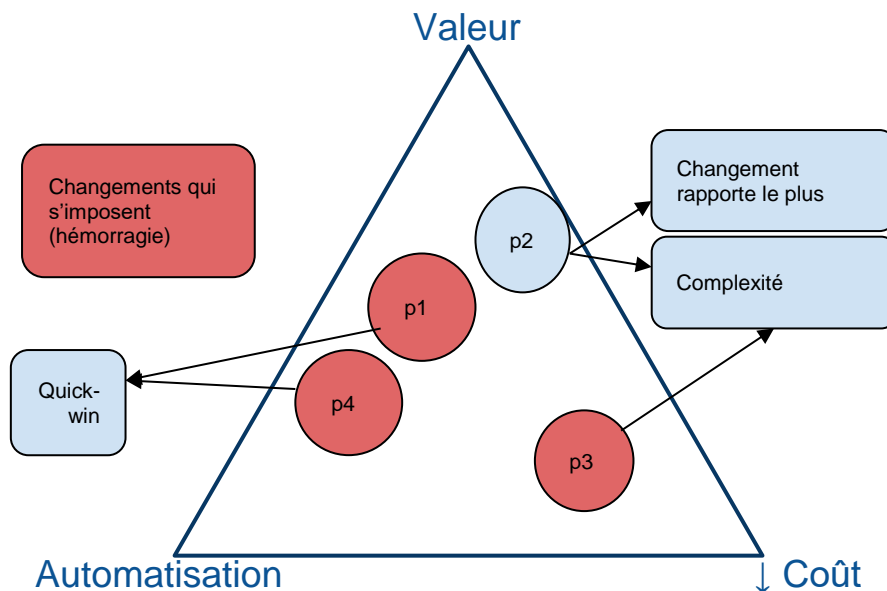 Valeur
Changements qui
s'imposent
(hémorragie)
Changement
rapporte le plus
p2
Complexité
p1
Quick-
win
p4
p3
Automatisation
↓ Coût